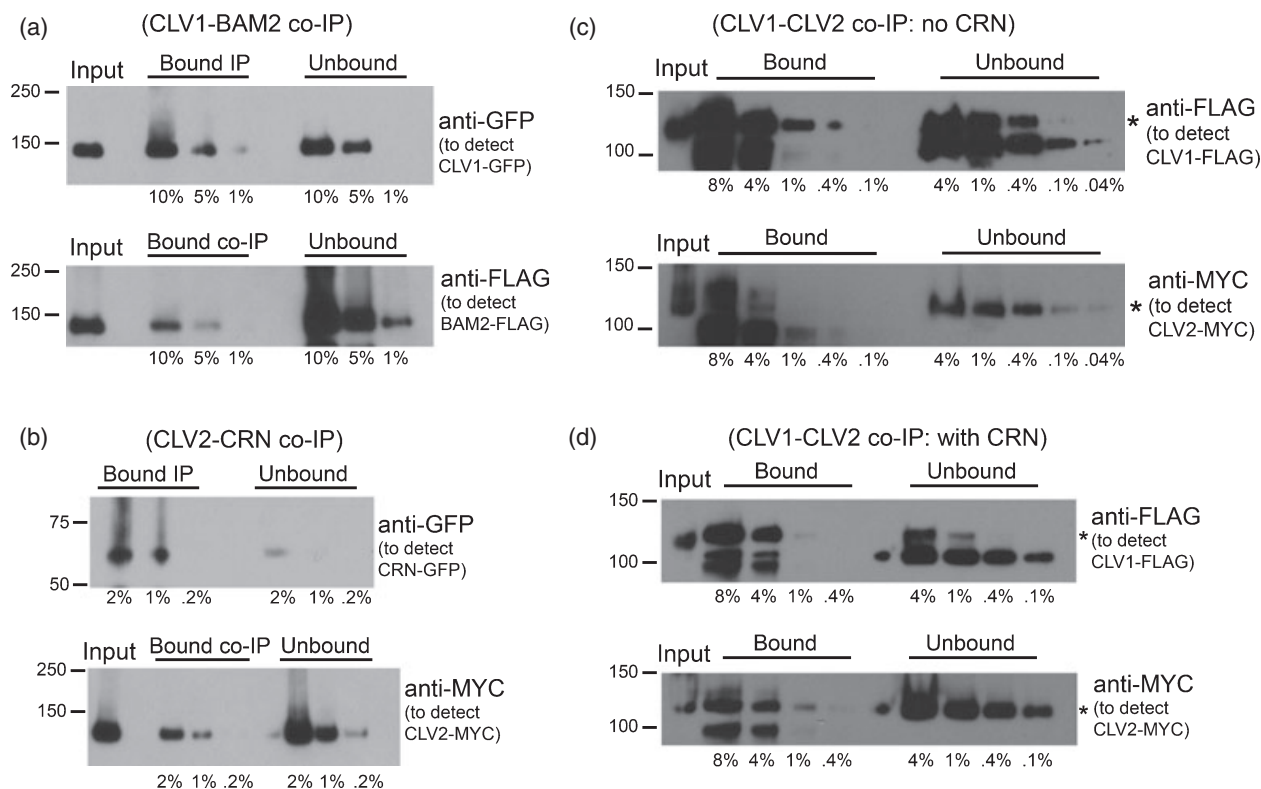 (a)
(CLV1-BAM2 co-IP)
Input Bound IP Unbound
250
150
anti-GFP
(to detect
CLV1-GFP)
10% 5% 1% 10% 5% 1%
Input Bound co-IP Unbound
250
150
anti-FLAG
(to detect
BAM2-FLAG)
10% 5% 1% 10% 5% 1%
(b)
(CLV2-CRN co-IP)
Bound IP Unbound
75
50
anti-GFP
(to detect
CRN-GFP)
2% 1% .2% 2% 1% .2%
Input Bound co-IP Unbound
250
150
anti-MYC
(to detect
CLV2-MYC)
2% 1% .2% 2% 1% .2%
(c)
(CLV1-CLV2 co-IP: no CRN)
Input Bound Unbound
150
100
anti-FLAG
* (to detect
CLV1-FLAG)
8% 4% 1% .4% .1% 4% 1% .4% .1% .04%
Input Bound Unbound
150
100
anti-MYC
* (to detect
CLV2-MYC)
8% 4% 1% .4% .1% 4% 1% .4% .1% .04%
(d)
(CLV1-CLV2 co-IP: with CRN)
Input Bound Unbound
150
100
anti-FLAG
* (to detect
CLV1-FLAG)
8% 4% 1% .4% 4% 1% .4% .1%
Input Bound Unbound
150
100
anti-MYC
* (to detect
CLV2-MYC)
8% 4% 1% .4% 4% 1% .4% .1%